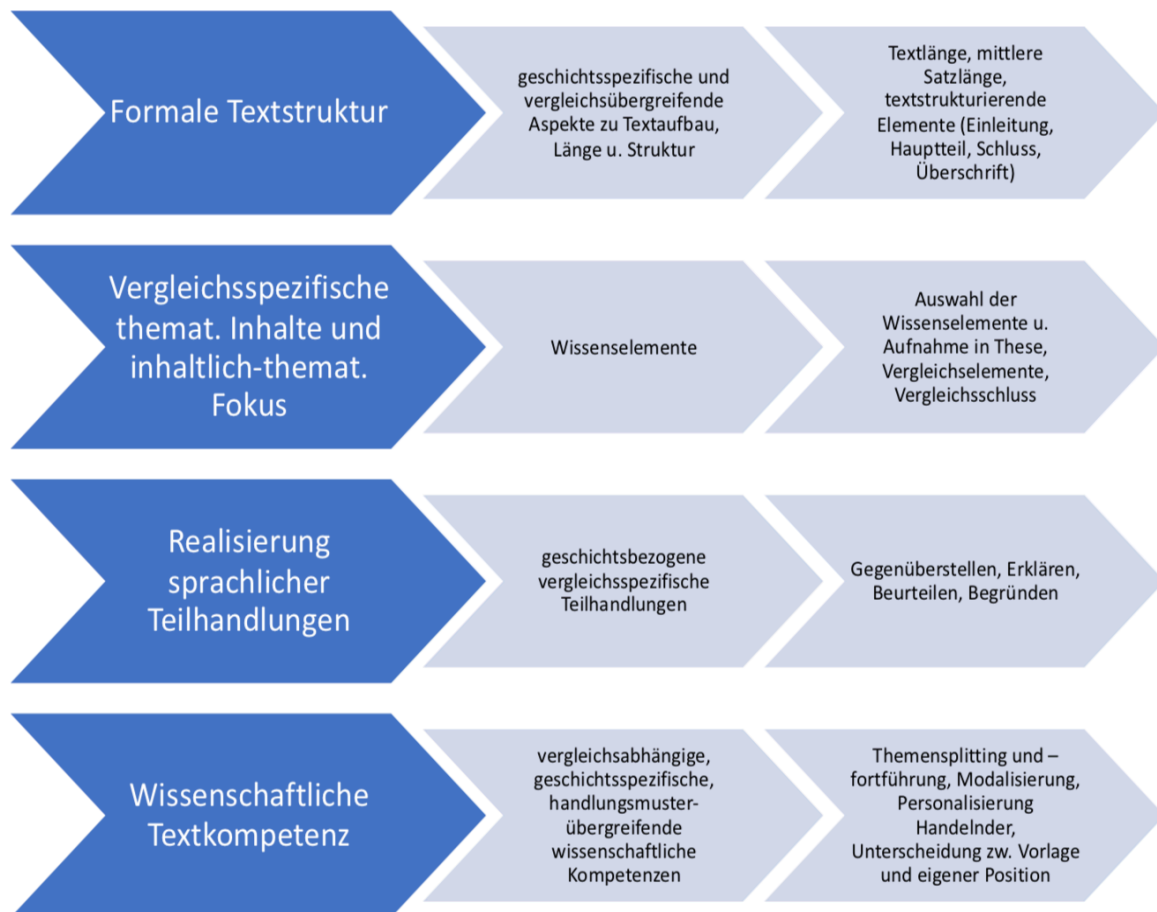 Formale Textstruktur
geschichtsspezifische und
vergleichsübergreifende
Aspekte zu Textaufbau,
Länge u. Struktur
Textlänge, mittlere
Satzlänge,
textstrukturierende
Elemente (Einleitung,
Hauptteil, Schluss,
Überschrift)
Vergleichsspezifische
themat. Inhalte und
inhaltlich-themat.
Fokus
Wissenselemente
Auswahl der
Wissenselemente u.
Aufnahme in These,
Vergleichselemente,
Vergleichsschluss
Realisierung
sprachlicher
Teilhandlungen
geschichtsbezogene
vergleichsspezifische
Teilhandlungen
Gegenüberstellen, Erklären,
Beurteilen, Begründen
Wissenschaftliche
Textkompetenz
vergleichsabhängige,
geschichtsspezifische,
handlungsmuster-
übergreifende
wissenschaftliche
Kompetenzen
Themensplitting und –
fortführung, Modalisierung,
Personalisierung
Handelnder,
Unterscheidung zw. Vorlage
und eigener Position